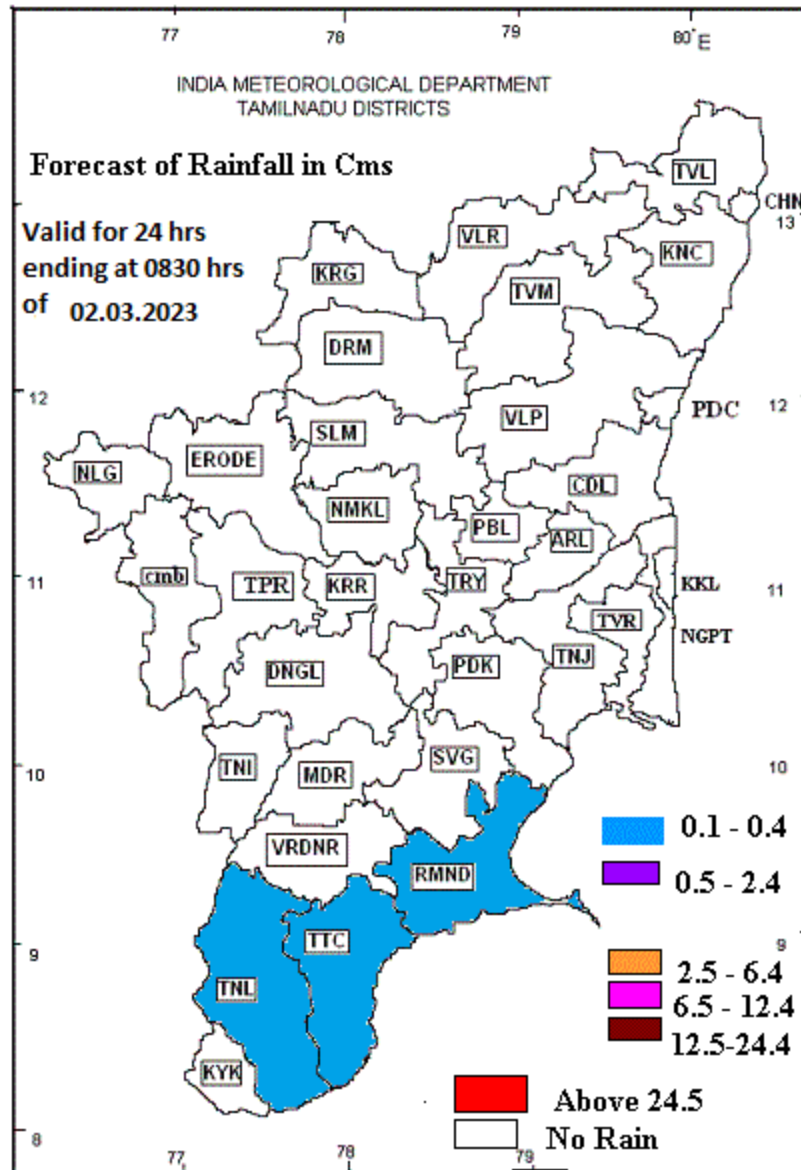 77 78 79 80°E
INDIA METEOROLOGICAL DEPARTMENT
TAMILNADU DISTRICTS
Forecast of Rainfall in Cms
Valid for 24 hrs
ending at 0830 hrs
of 02.03.2023
TVL
CHN
13
VLR
KNC
KRG
TVM
DRM
12
12
PDC
VLP
SLM
ERODE
NLG
CDL
NMKL
PBL
ARL
11
cmb
TPR
KRR
TRY
KKL
11
TVR
NGPT
TNJ
PDK
DNGL
10
TNI
MDR
SVG
10
VRDNR
RMND
0.1 - 0.4
0.5 - 2.4
9
TTC
9
TNL
2.5 - 6.4
6.5 - 12.4
12.5-24.4
KYK
Above 24.5
No Rain
8
77 78 79